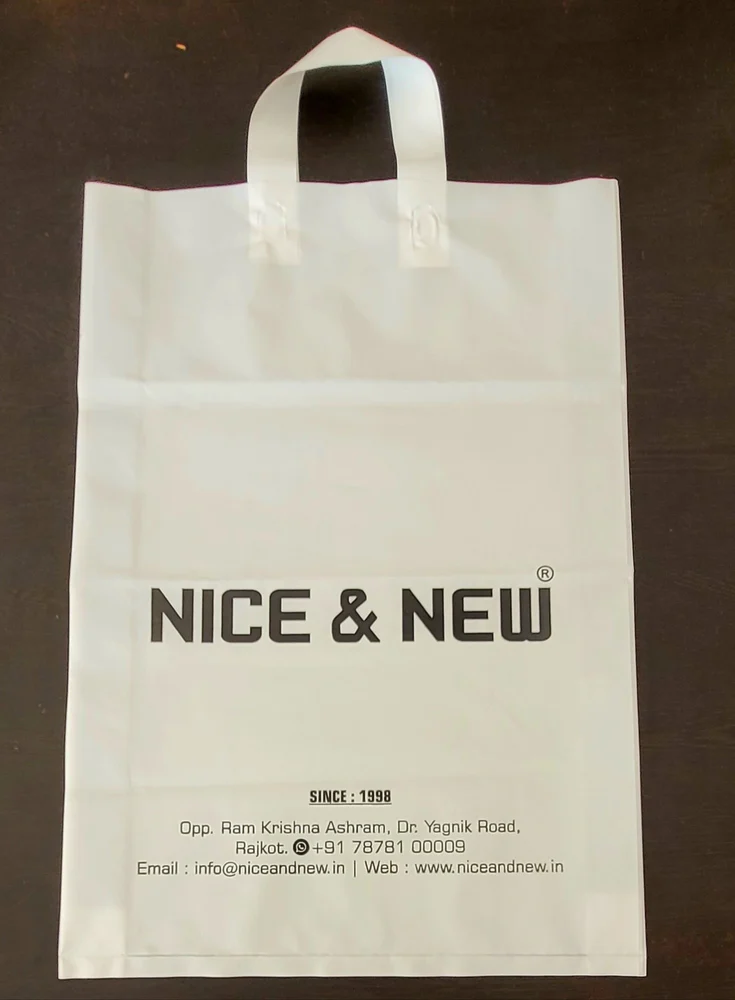 NICE & NEW®
SINCE : 1998
Opp. Ram Krishna Ashram, Dr. Yagnik Road,
Rajkot. +91 78781 00009
Email : info@niceandnew.in | Web : www.niceandnew.in